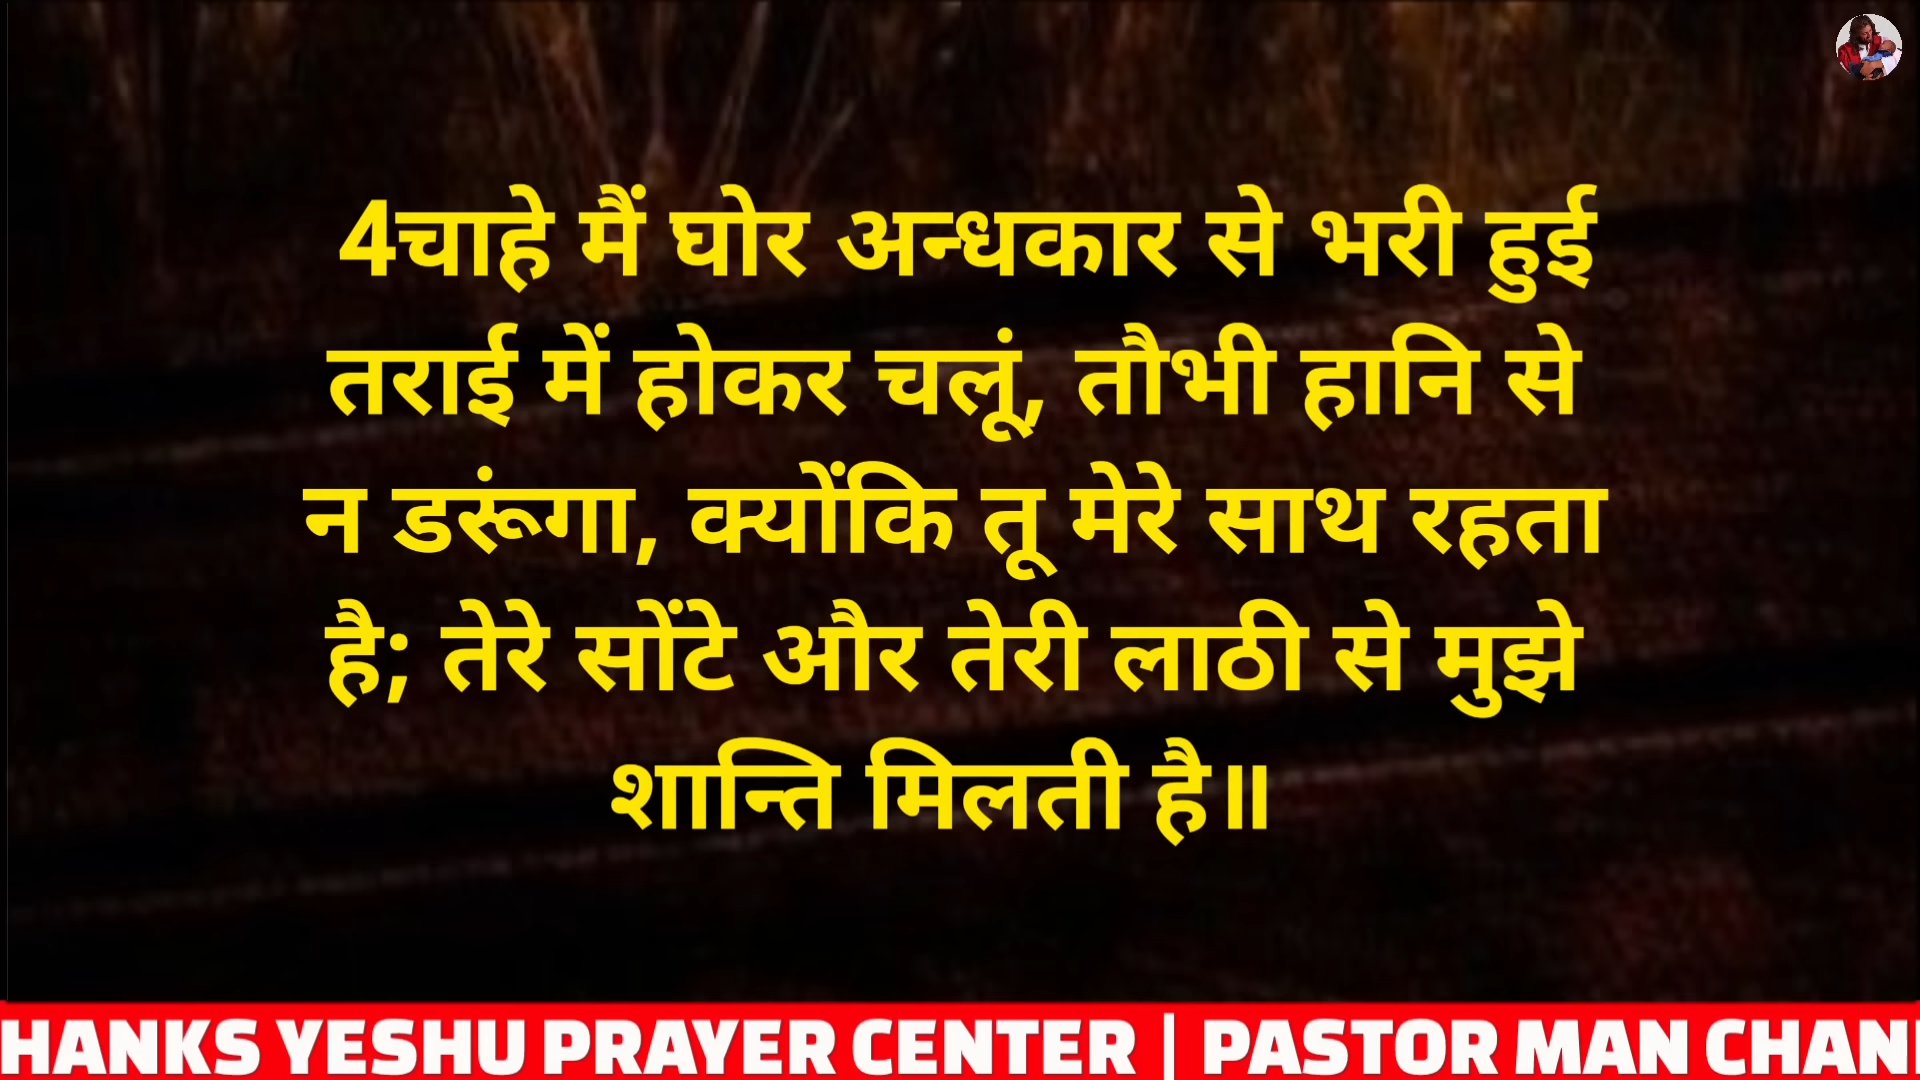 4चाहे मैं घोर अन्धकार से भरी हुई
तराई में होकर चलूं, तौभी हानि से
न डरूंगा, क्योंकि तू मेरे साथ रहता
है; तेरे सोंटे और तेरी लाठी से मुझे
शान्ति मिलती है॥
HANKS YESHU PRAYER CENTER | PASTOR MAN CHAN